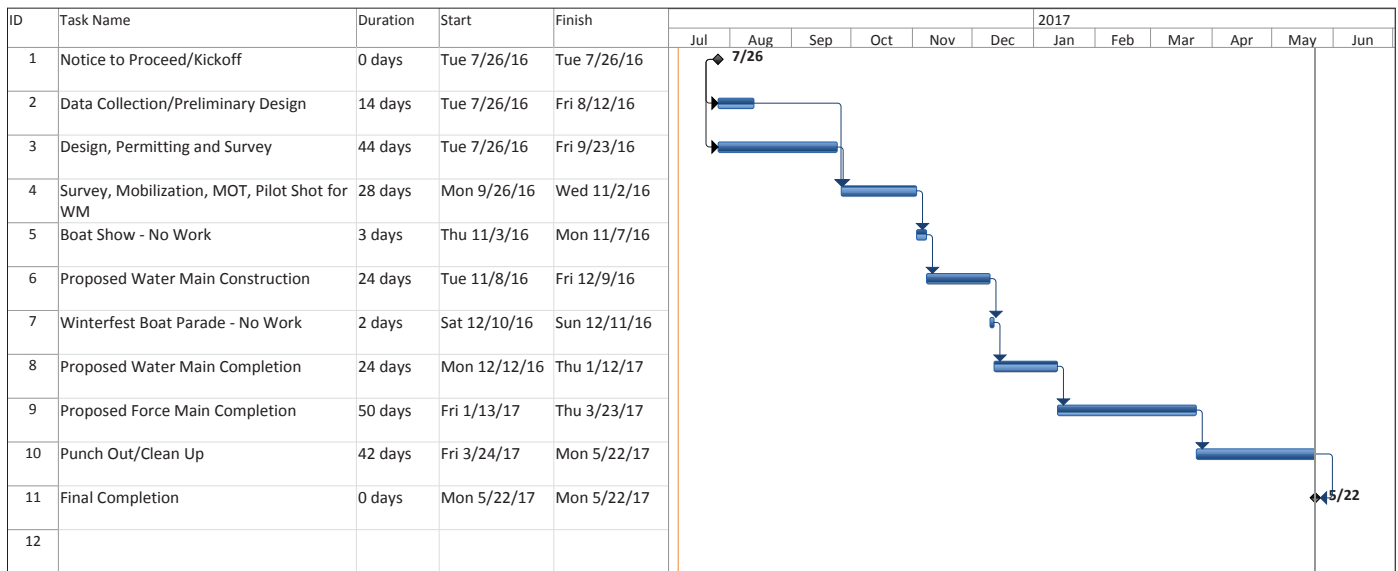 ID Task Name Duration Start Finish 2017
Jul Aug Sep Oct Nov Dec Jan Feb Mar Apr May Jun
1 Notice to Proceed/Kickoff 0 days Tue 7/26/16 Tue 7/26/16 7/26
2 Data Collection/Preliminary Design 14 days Tue 7/26/16 Fri 8/12/16
3 Design, Permitting and Survey 44 days Tue 7/26/16 Fri 9/23/16
4 Survey, Mobilization, MOT, Pilot Shot for 28 days Mon 9/26/16 Wed 11/2/16
WM
5 Boat Show - No Work 3 days Thu 11/3/16 Mon 11/7/16
6 Proposed Water Main Construction 24 days Tue 11/8/16 Fri 12/9/16
7 Winterfest Boat Parade - No Work 2 days Sat 12/10/16 Sun 12/11/16
8 Proposed Water Main Completion 24 days Mon 12/12/16 Thu 1/12/17
9 Proposed Force Main Completion 50 days Fri 1/13/17 Thu 3/23/17
10 Punch Out/Clean Up 42 days Fri 3/24/17 Mon 5/22/17
11 Final Completion 0 days Mon 5/22/17 Mon 5/22/17 5/22
12